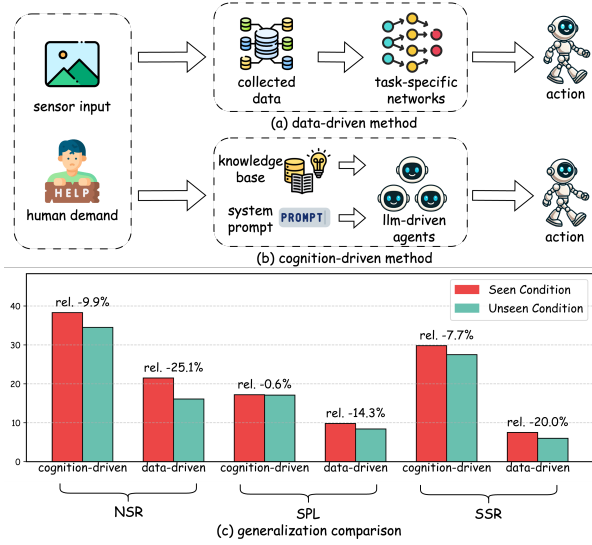 sensor input
HELP
human demand
collected
data
task-specific
networks
action
(a) data-driven method
knowledge
base
system
prompt
PROMPT
llm-driven
agents
action
(b) cognition-driven method
Seen Condition
Unseen Condition
40
30
20
10
0
rel. -9.9%
rel. -25.1%
rel. -0.6%
rel. -14.3%
rel. -7.7%
rel. -20.0%
cognition-driven data-driven cognition-driven data-driven cognition-driven data-driven
NSR SPL SSR
(c) generalization comparison